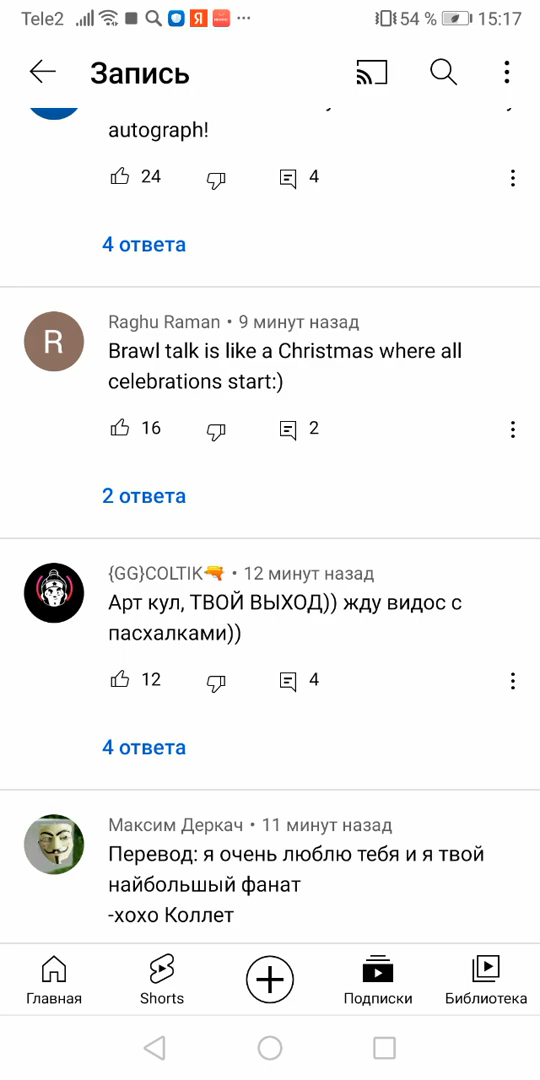 Tele2 54 % 15:17
Запись
autograph!
24 4
4 ответа
R
Raghu Raman • 9 минут назад
Brawl talk is like a Christmas where all
celebrations start:)
16 2
2 ответа
{GG}COLTIK🔫 • 12 минут назад
Арт кул, ТВОЙ ВЫХОД)) жду видос с
пасхалками))
12 4
4 ответа
Максим Деркач • 11 минут назад
Перевод: я очень люблю тебя и я твой
найбольшый фанат
-хохо Коллет
Главная Shorts Подписки Библиотека